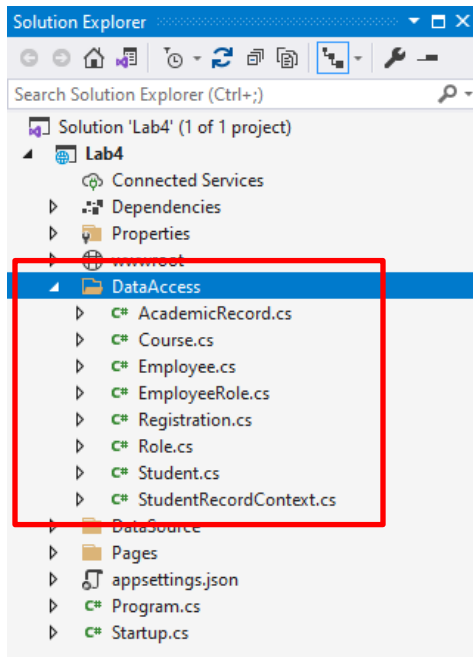 Solution Explorer
Search Solution Explorer (Ctrl+;)
Solution 'Lab4' (1 of 1 project)
Lab4
Connected Services
Dependencies
Properties
wwwroot
DataAccess
C# AcademicRecord.cs
C# Course.cs
C# Employee.cs
C# EmployeeRole.cs
C# Registration.cs
C# Role.cs
C# Student.cs
C# StudentRecordContext.cs
DataSource
Pages
appsettings.json
C# Program.cs
C# Startup.cs